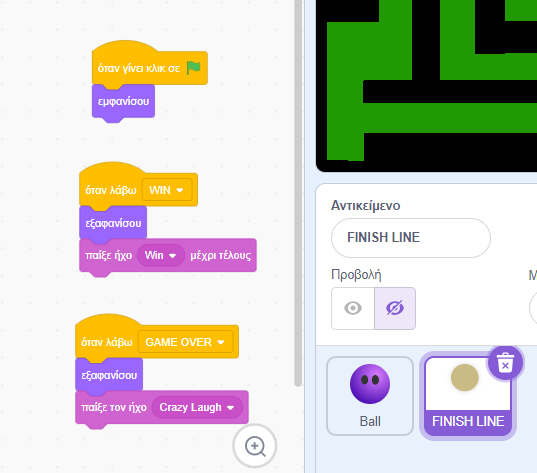 όταν γίνει κλικ σε
εμφανίσου
όταν λάβω WIN
εξαφανίσου
παίξε ήχο Win μέχρι τέλους
όταν λάβω GAME OVER
εξαφανίσου
παίξε τον ήχο Crazy Laugh
Αντικείμενο
FINISH LINE
Προβολή
Μ
Ball
FINISH LINE